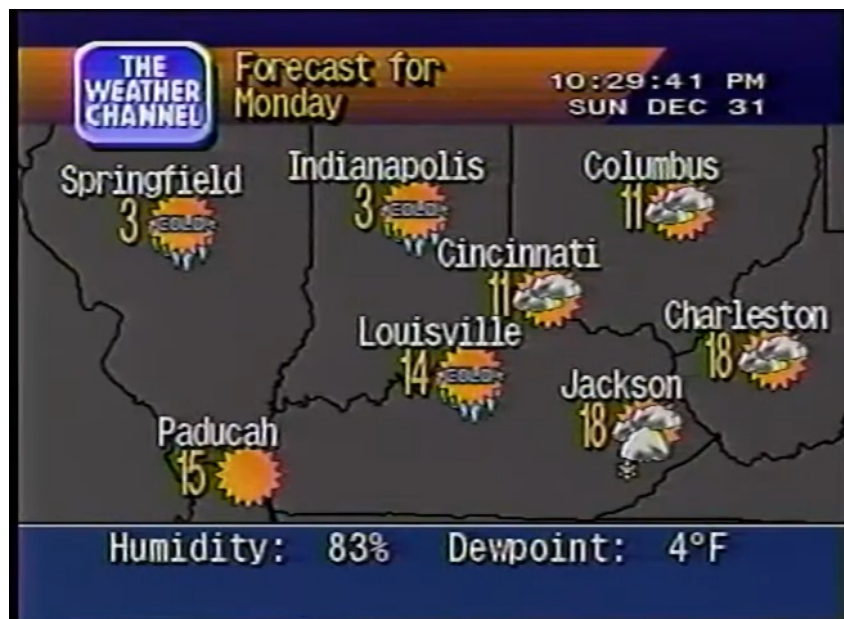 THE
WEATHER
CHANNEL
Forecast for
Monday
10:29:41 PM
SUN DEC 31
Springfield
3
COLD
Indianapolis
3
COLD
Columbus
11
Cincinnati
11
Louisville
14
COLD
Charleston
18
Jackson
18
Paducah
15
Humidity: 83% Dewpoint: 4°F